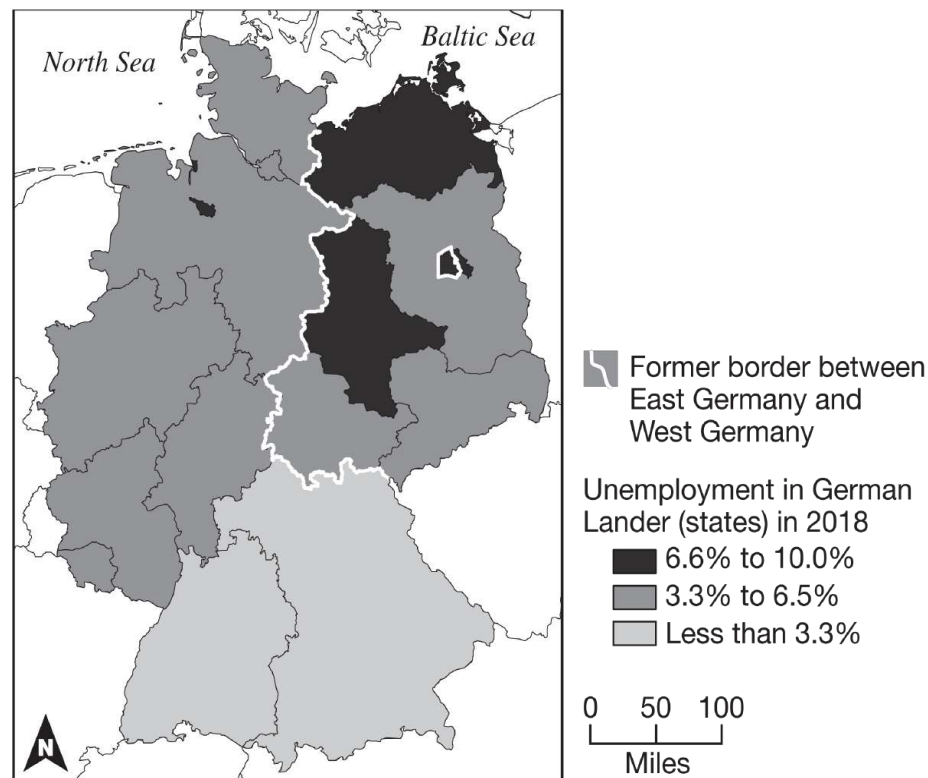 North Sea
Baltic Sea
N
Former border between
East Germany and
West Germany
Unemployment in German
Lander (states) in 2018
6.6% to 10.0%
3.3% to 6.5%
Less than 3.3%
0 50 100
Miles